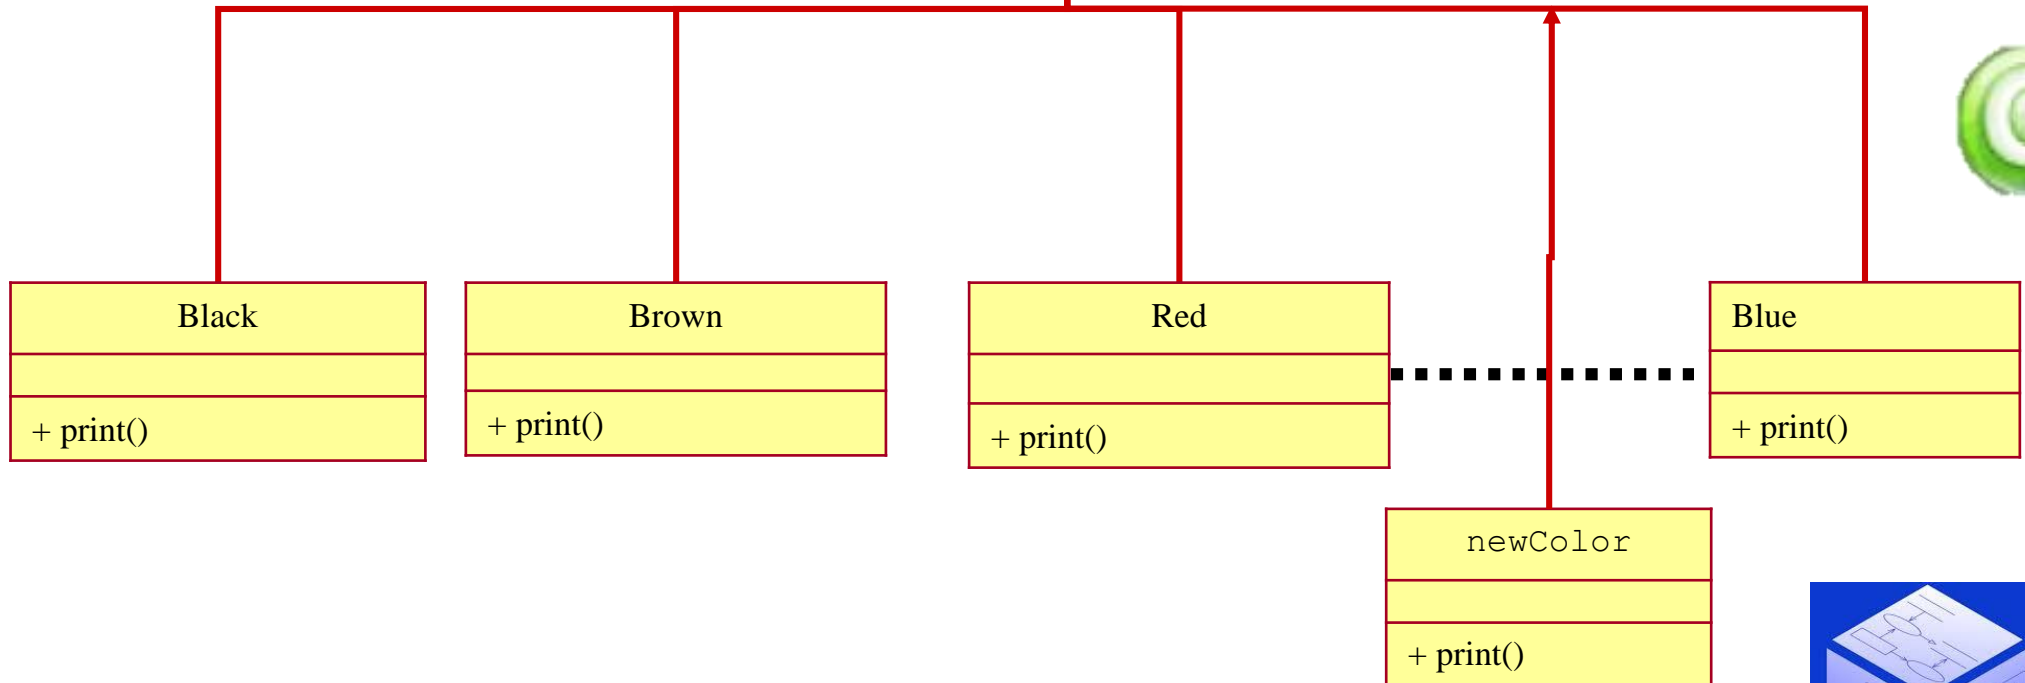 Black
Brown
Red
Blue
+ print()
+ print()
+ print()
+ print()
newColor
+ print()